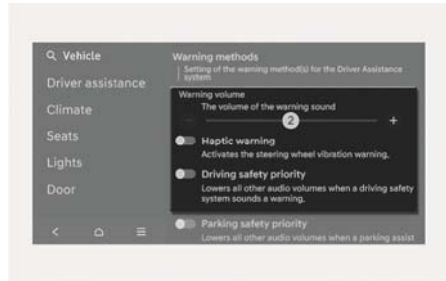 Vehicle
Driver assistance
Climate
Seats
Lights
Door
Warning methods
Setting of the warning method(s) for the Driver Assistance
system
Warning volume
The volume of the warning sound
− 2 +
Haptic warning
Activates the steering wheel vibration warning.
Driving safety priority
Lowers all other audio volumes when a driving safety
system sounds a warning.
Parking safety priority
Lowers all other audio volumes when a parking assist